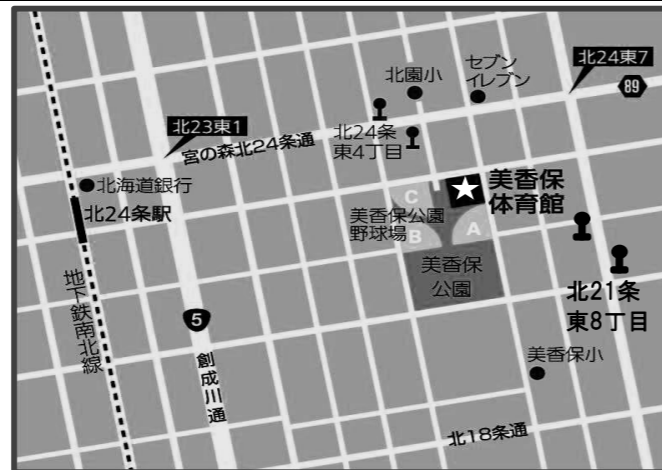 北24東7
89
セブン
イレブン
北園小
北23東1
宮の森北24条通
北24条
東4丁目
北海道銀行
北24条駅
美香保
体育館
C
美香保公園
野球場
B
A
美香保
公園
北21条
東8丁目
地下鉄南北線
5
創成川通
美香保小
北18条通